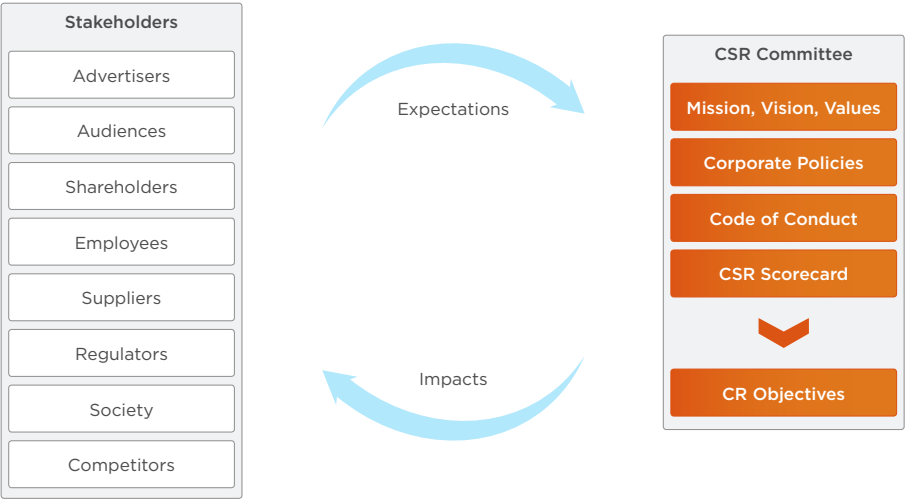 Stakeholders
Advertisers
Audiences
Shareholders
Employees
Suppliers
Regulators
Society
Competitors
Expectations
Impacts
CSR Committee
Mission, Vision, Values
Corporate Policies
Code of Conduct
CSR Scorecard
CR Objectives